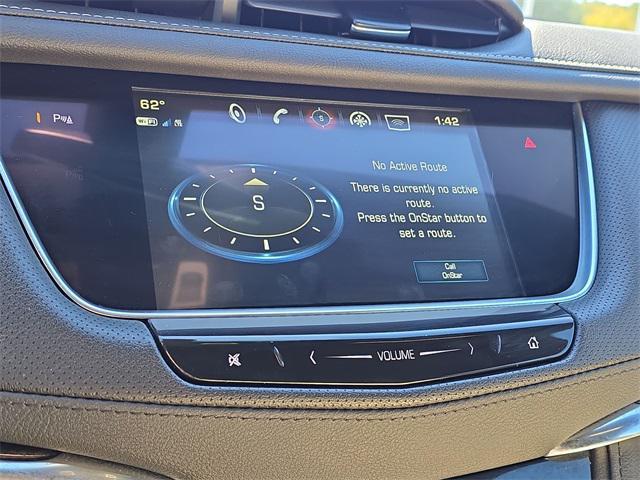 62°
1:42
WiFi
S
P
No Active Route
There is currently no active
route.
Press the OnStar button to
set a route.
S
Call
OnStar
VOLUME